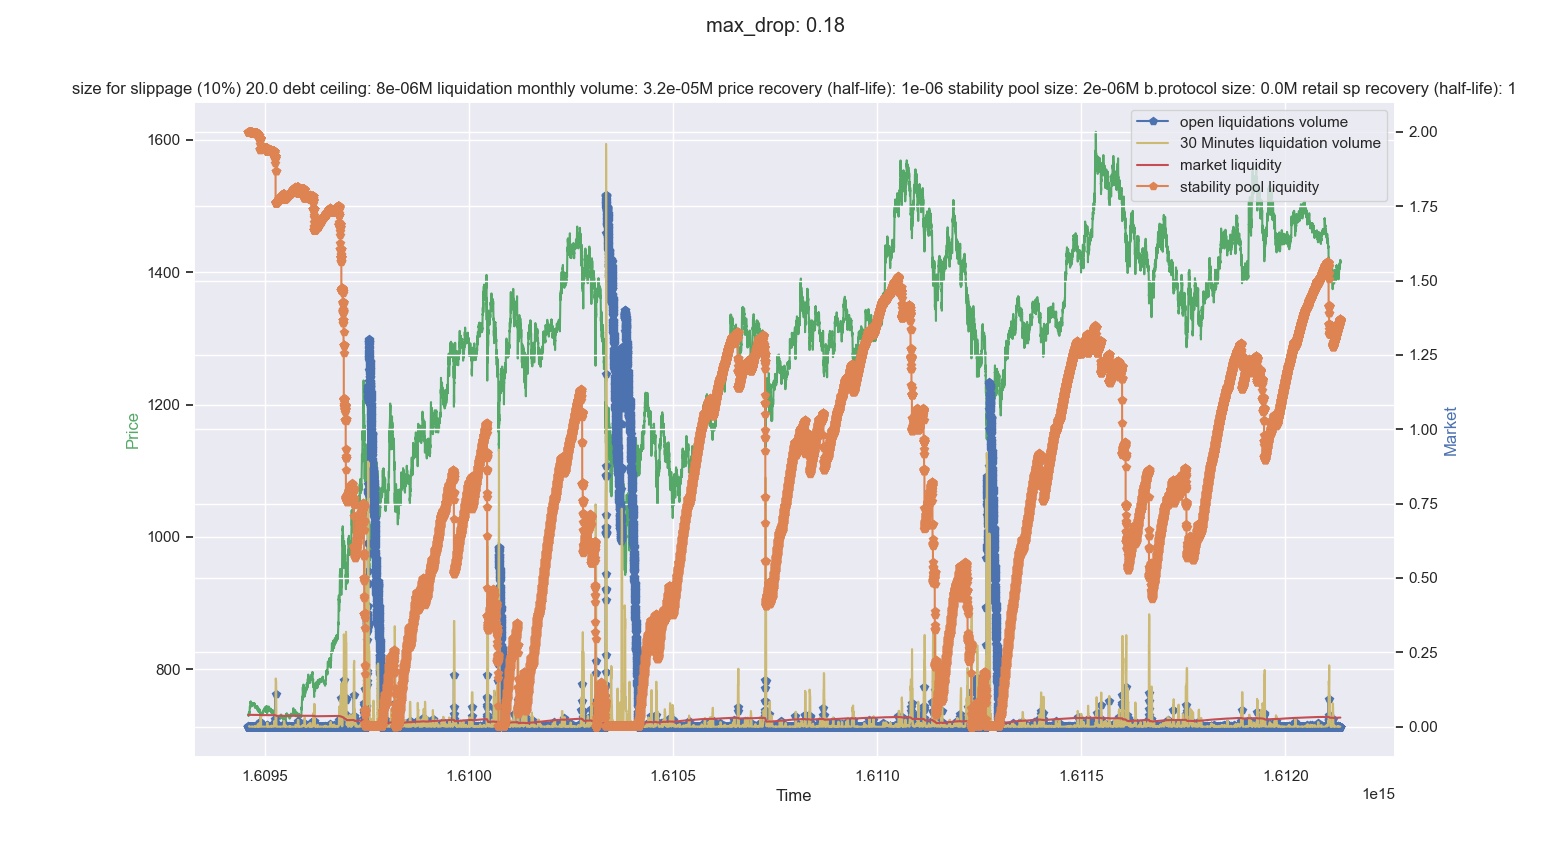 max_drop: 0.18
size for slippage (10%) 20.0 debt ceiling: 8e-06M liquidation monthly volume: 3.2e-05M price recovery (half-life): 1e-06 stability pool size: 2e-06M b.protocol size: 0.0M retail sp recovery (half-life): 1
open liquidations volume
30 Minutes liquidation volume
market liquidity
stability pool liquidity
1600
1400
1200
1000
800
Price
2.00
1.75
1.50
1.25
1.00
0.75
0.50
0.25
0.00
Market
1.6095 1.6100 1.6105 1.6110 1.6115 1.6120
Time
1e15